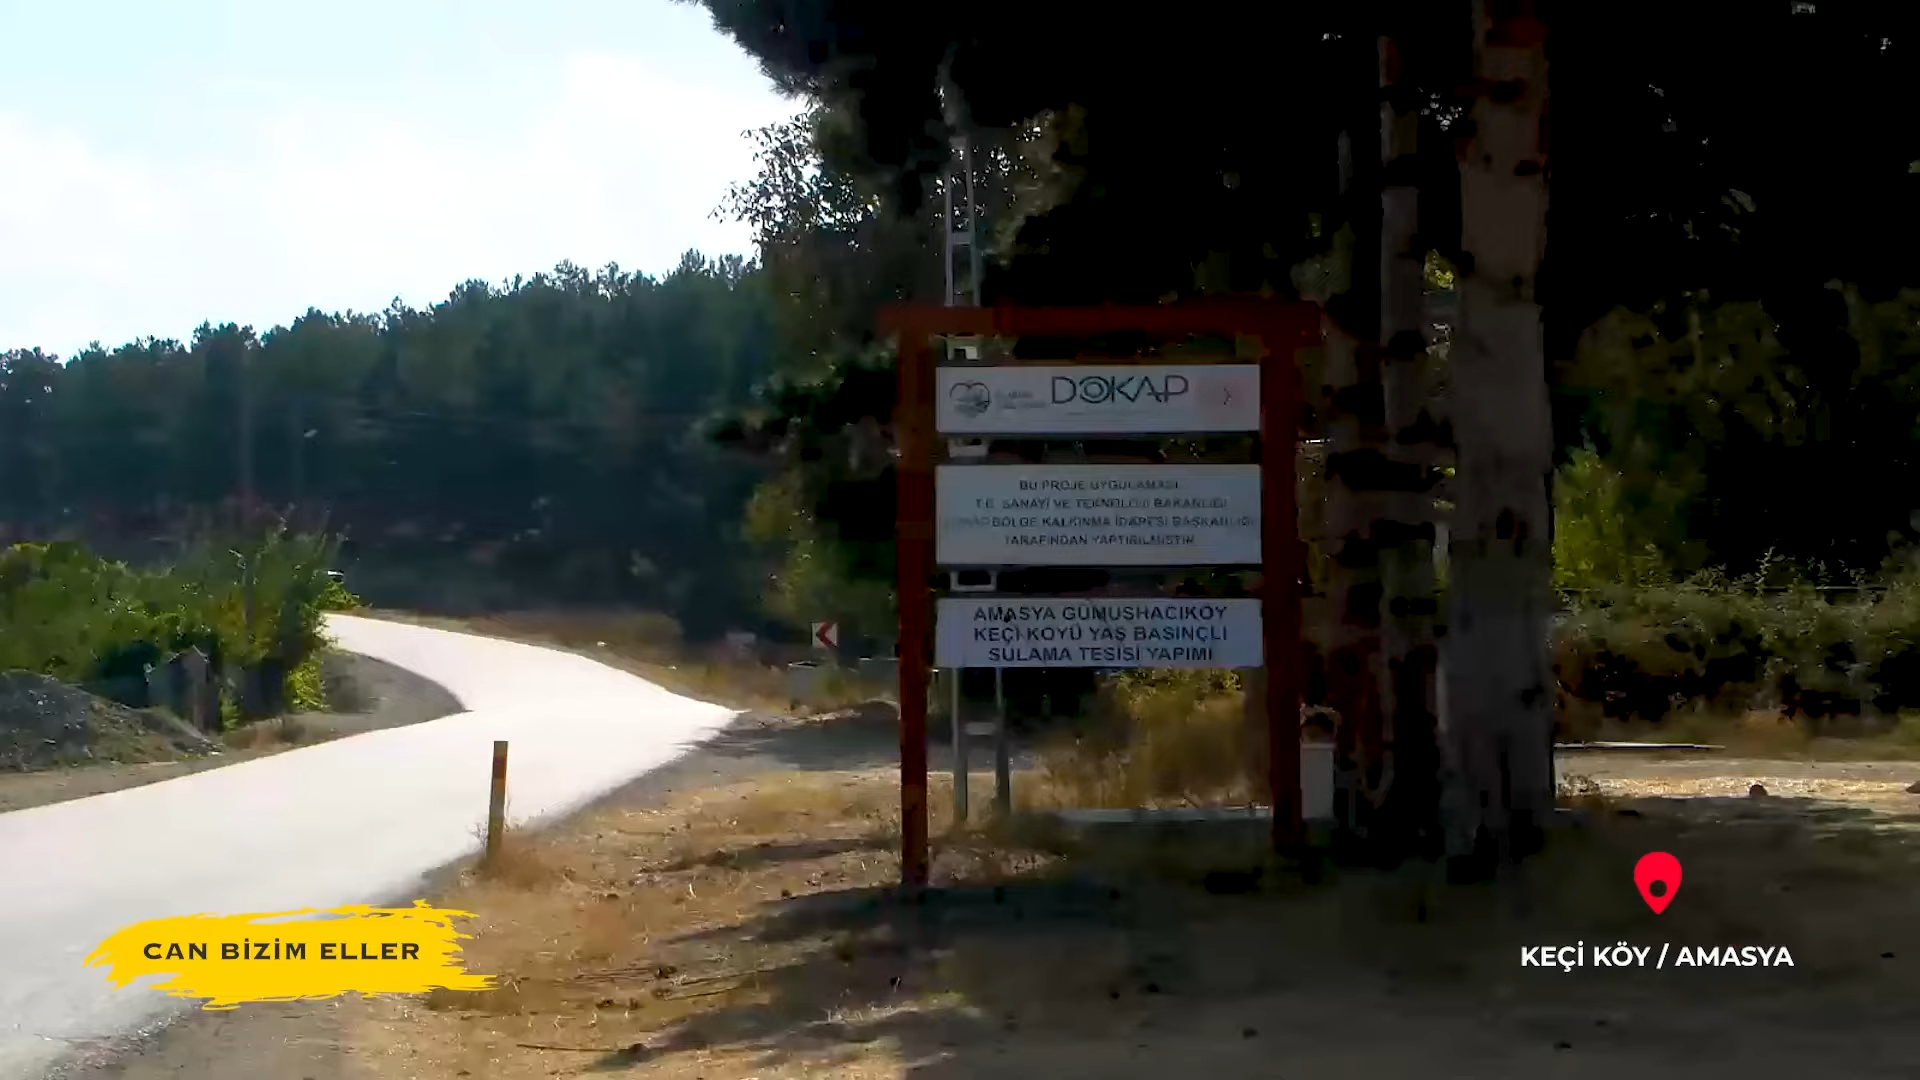 DOKAP
BU PROJE UYGULAMASI
T.C. SANAYİ VE TEKNOLOJİ BAKANLIĞI
BÖLGE KALKINMA İDARESİ BAŞKANLIĞI
TARAFINDAN YAPTIRILMIŞTIR
AMASYA GÜMÜŞHACIKÖY
KEÇİ KÖYÜ YAŞ BASINÇLI
SULAMA TESİSİ YAPIMI
CAN BİZİM ELLER
KEÇİ KÖY / AMASYA